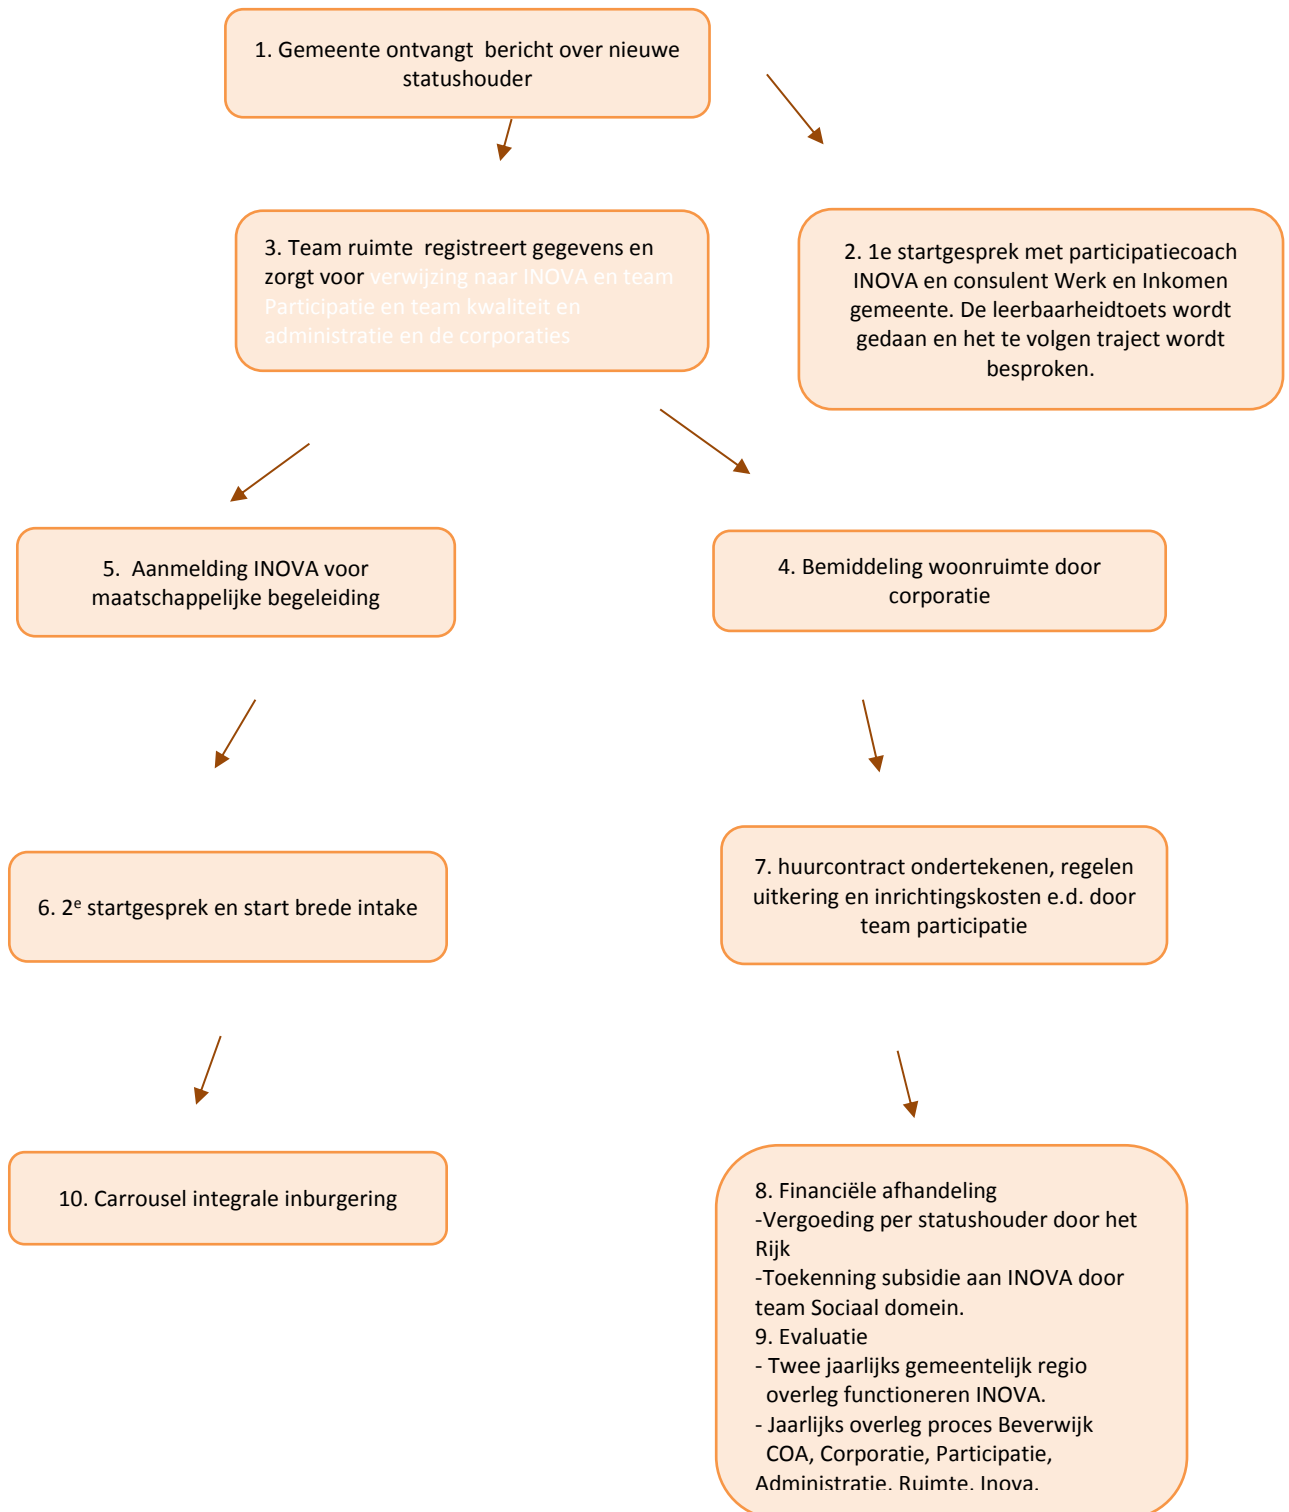 1. Gemeente ontvangt  bericht over nieuwe
statushouder
3. Team ruimte  registreert gegevens en
zorgt voor verwijzing naar INOVA en team
Participatie en team kwaliteit en
administratie en de corporaties
2. 1e startgesprek met participatiecoach
INOVA en consulent Werk en Inkomen
gemeente. De leerbaarheidtoets wordt
gedaan en het te volgen traject wordt
besproken.
5.  Aanmelding INOVA voor
maatschappelijke begeleiding
4. Bemiddeling woonruimte door
corporatie
6. 2e startgesprek en start brede intake
7. huurcontract ondertekenen, regelen
uitkering en inrichtingskosten e.d. door
team participatie
10. Carrousel integrale inburgering
8. Financiële afhandeling
-Vergoeding per statushouder door het
Rijk
-Toekenning subsidie aan INOVA door
team Sociaal domein.
9. Evaluatie
- Twee jaarlijks gemeentelijk regio
overleg functioneren INOVA.
- Jaarlijks overleg proces Beverwijk
COA, Corporatie, Participatie,
Administratie, Ruimte, Inova.